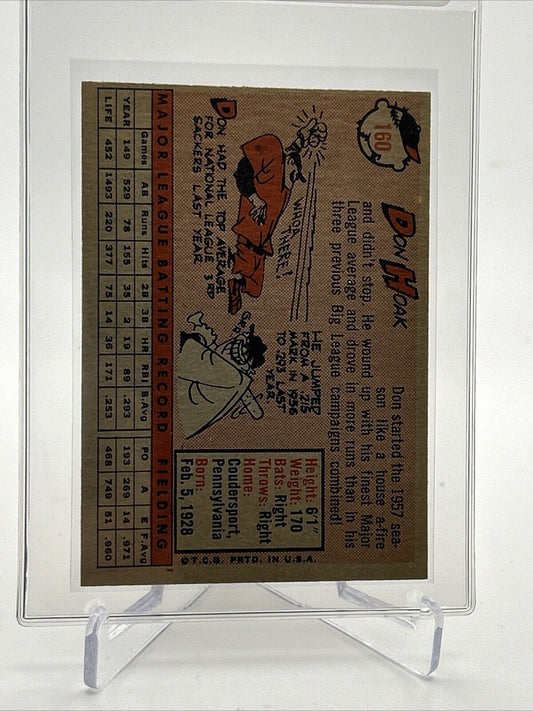 160
DON HOAK
Don started the 1957 sea-
son like a house a-fire
and didn't stop. He wound up with his finest Major
League average and drove in more runs than in his
three previous Big League campaigns combined!
WHO'S THERE!
DON HAD THE TOP AVERAGE
FOR NATIONAL LEAGUE 3RD
SACKERS LAST YEAR.
HE JUMPED
FROM A .215
MARK IN 1956
TO .293 LAST
YEAR
Height: 6'1"
Weight: 170
Bats: Right
Throws: Right
Home:
Coudersport,
Pennsylvania
Born:
Feb. 5, 1928
©T.C.G. PRTD. IN U.S.A.
MAJOR LEAGUE BATTING RECORD FIELDING
Games AB Runs Hits 2B 3B HR RBI B.Avg PO A E F.Avg
YEAR 149 529 78 155 35 2 19 89 .293 193 269 14 .971
LIFE 452 1493 220 377 75 14 36 171 .253 468 749 51 .960